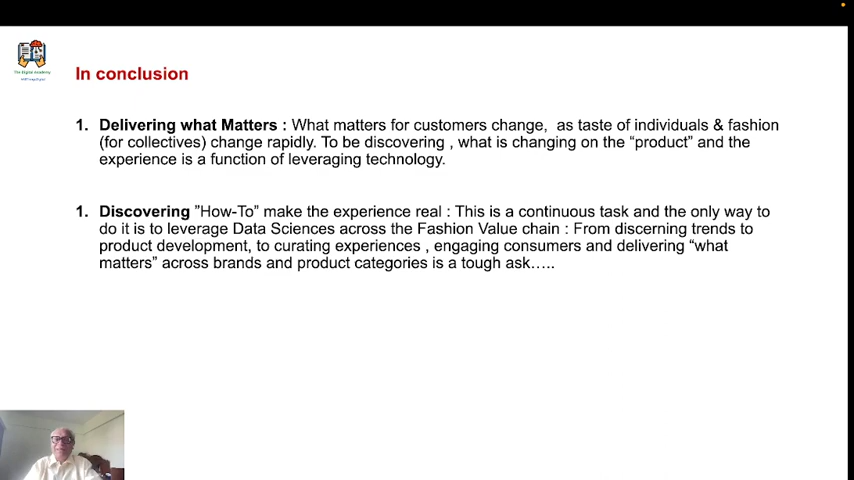 The Digital Academy
In conclusion
1. Delivering what Matters : What matters for customers change, as taste of individuals & fashion
(for collectives) change rapidly. To be discovering , what is changing on the “product” and the
experience is a function of leveraging technology.
1. Discovering ”How-To” make the experience real : This is a continuous task and the only way to
do it is to leverage Data Sciences across the Fashion Value chain : From discerning trends to
product development, to curating experiences , engaging consumers and delivering “what
matters” across brands and product categories is a tough ask…..